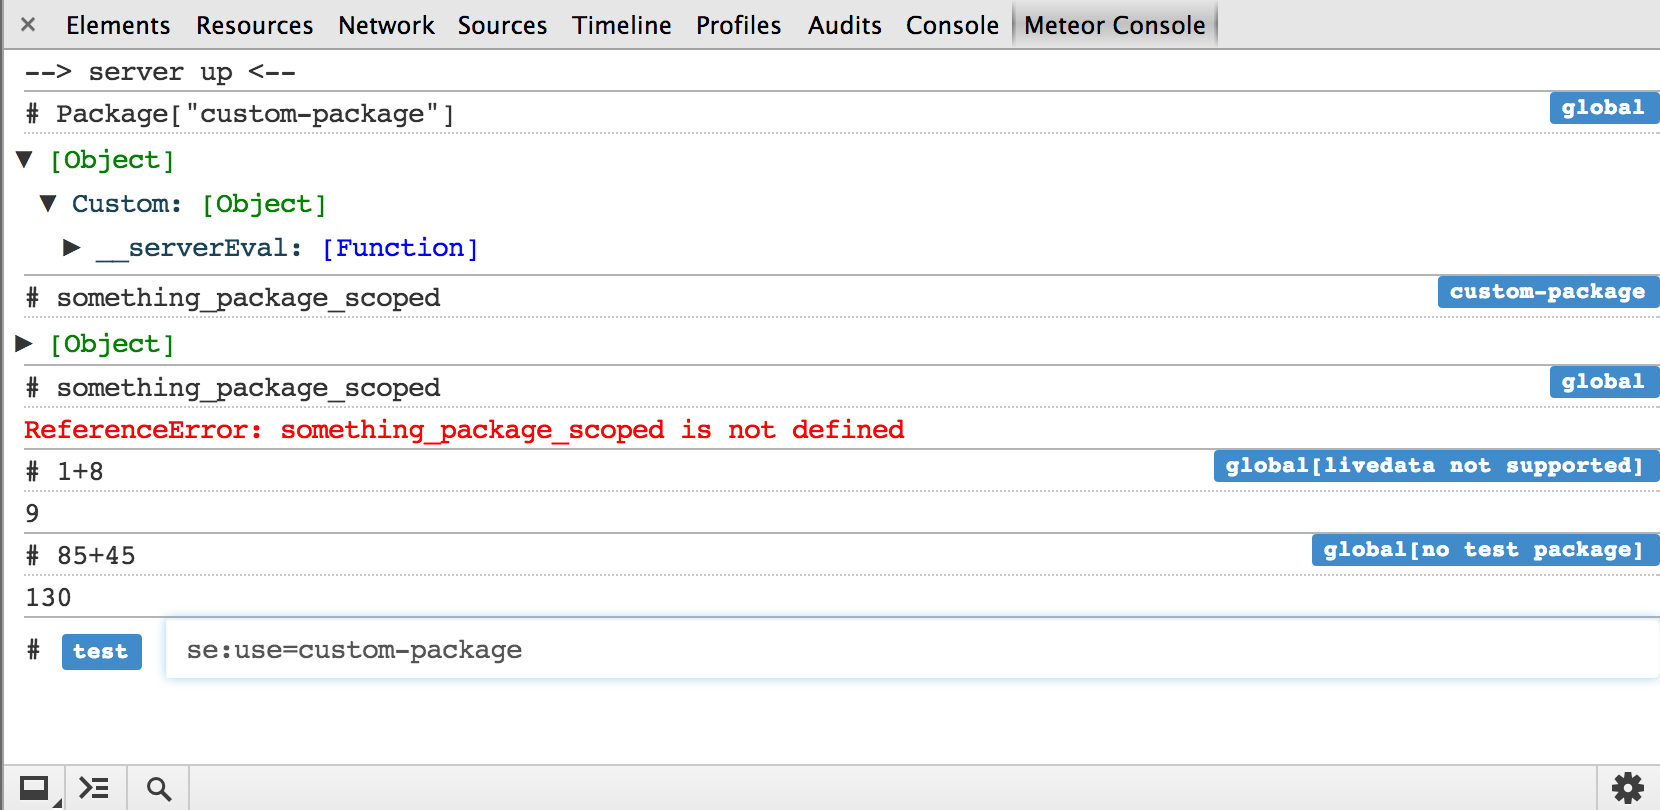 × Elements Resources Network Sources Timeline Profiles Audits Console Meteor Console
--> server up <--
# Package["custom-package"] global
▼ [Object]
▼ Custom: [Object]
▶ __serverEval: [Function]
# something_package_scoped custom-package
▶ [Object]
# something_package_scoped global
ReferenceError: something_package_scoped is not defined
# 1+8 global[livedata not supported]
9
# 85+45 global[no test package]
130
# test se:use=custom-package